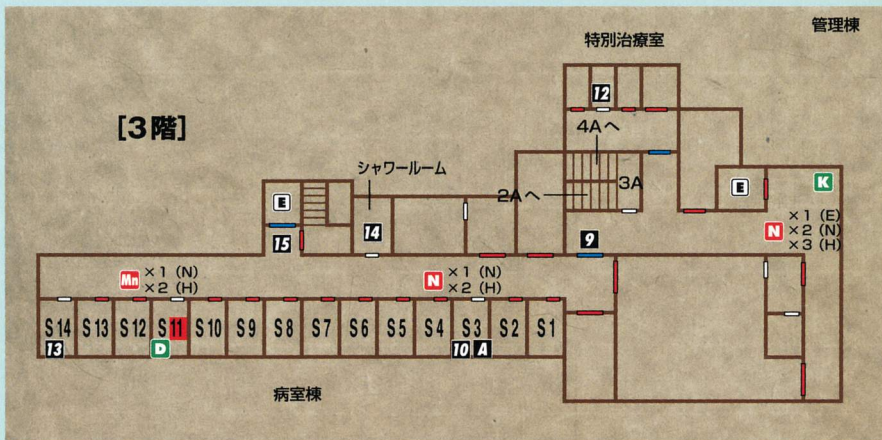 管理棟
特別治療室
12
[3階]
4Aへ
シャワールーム
2Aへ
3A
E
E
K
×1 (E)
N ×2 (N)
×3 (H)
14
15
9
Mn ×1 (N)
×2 (H)
N ×1 (N)
×2 (H)
S14 S13 S12 S11 S10 S9 S8 S7 S6 S5 S4 S3 S2 S1
13 D 10 A
病室棟